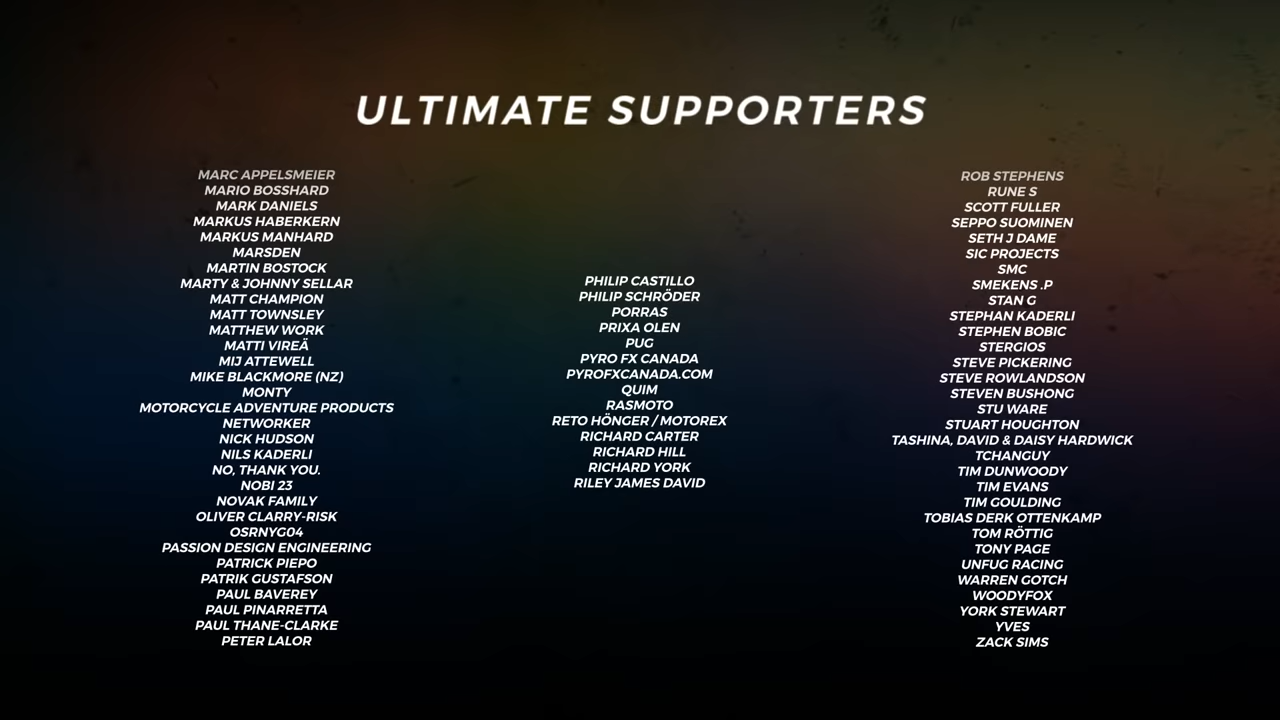 ULTIMATE SUPPORTERS
MARC APPELSMEIER
MARIO BOSSHARD
MARK DANIELS
MARKUS HABERKERN
MARKUS MANHARD
MARSDEN
MARTIN BOSTOCK
MARTY & JOHNNY SELLAR
MATT CHAMPION
MATT TOWNSLEY
MATTHEW WORK
MATTI VIREÄ
MIJ ATTEWELL
MIKE BLACKMORE (NZ)
MONTY
MOTORCYCLE ADVENTURE PRODUCTS
NETWORKER
NICK HUDSON
NILS KADERLI
NO, THANK YOU.
NOBI 23
NOVAK FAMILY
OLIVER CLARRY-RISK
OSRNYG04
PASSION DESIGN ENGINEERING
PATRICK PIEPO
PATRIK GUSTAFSON
PAUL BAVEREY
PAUL PINARRETTA
PAUL THANE-CLARKE
PETER LALOR
PHILIP CASTILLO
PHILIP SCHRÖDER
PORRAS
PRIXA OLEN
PUG
PYRO FX CANADA
PYROFXCANADA.COM
QUIM
RASMOTO
RETO HÖNGER / MOTOREX
RICHARD CARTER
RICHARD HILL
RICHARD YORK
RILEY JAMES DAVID
ROB STEPHENS
RUNE S
SCOTT FULLER
SEPPO SUOMINEN
SETH J DAME
SIC PROJECTS
SMC
SMEKENS .P
STAN G
STEPHAN KADERLI
STEPHEN BOBIC
STERGIOS
STEVE PICKERING
STEVE ROWLANDSON
STEVEN BUSHONG
STU WARE
STUART HOUGHTON
TASHINA, DAVID & DAISY HARDWICK
TCHANGUY
TIM DUNWOODY
TIM EVANS
TIM GOULDING
TOBIAS DERK OTTENKAMP
TOM RÖTTIG
TONY PAGE
UNFUG RACING
WARREN GOTCH
WOODYFOX
YORK STEWART
YVES
ZACK SIMS